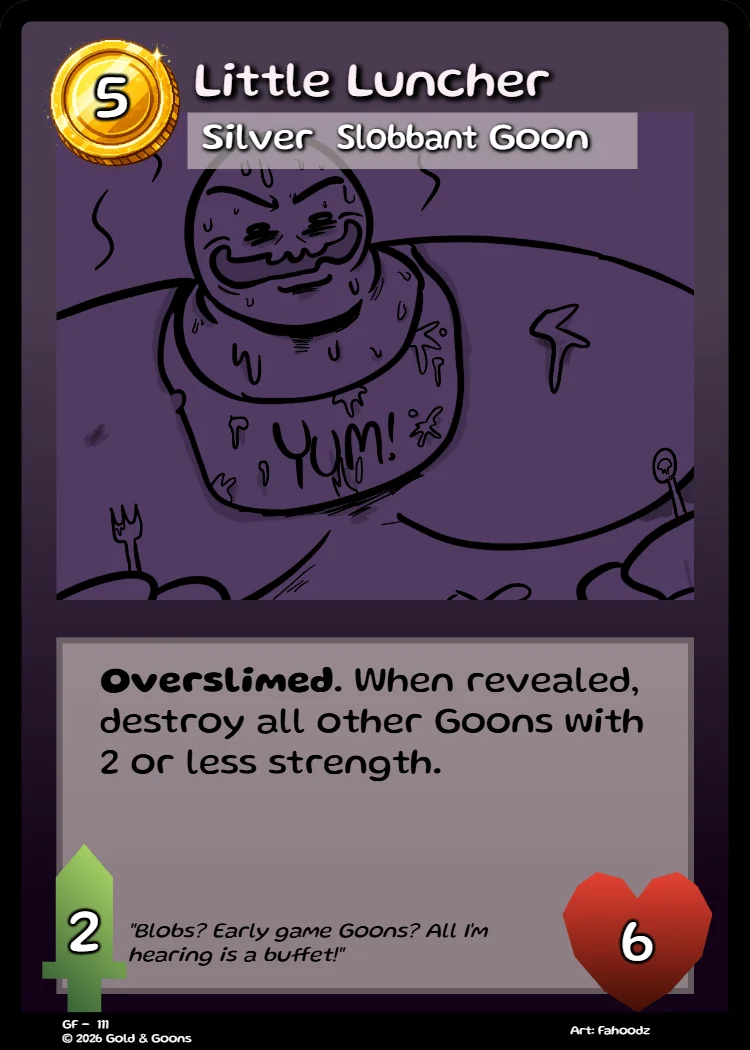 5
Little Luncher
Silver Slobbant Goon
YUM!
Overslimed. When revealed,
destroy all other Goons with
2 or less strength.
2
"Blobs? Early game Goons? All I'm
hearing is a buffet!"
6
GF - 111
© 2026 Gold & Goons
Art: fahoodz